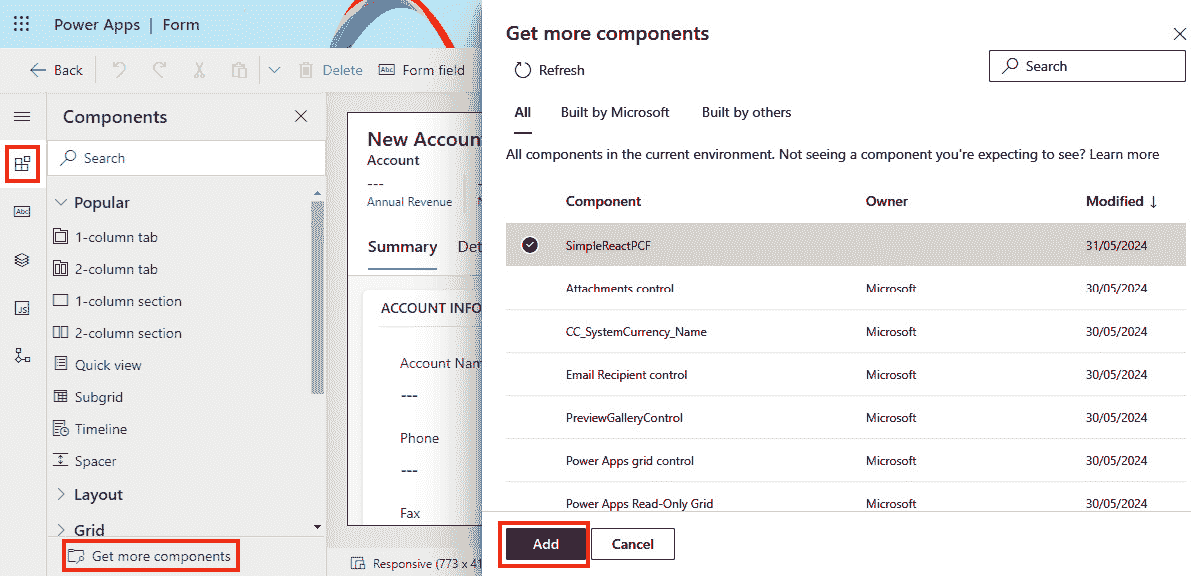 Power Apps | Form
Back
Delete
Abc Form field
Components
Search
Abc
JS
Popular
1-column tab
2-column tab
1-column section
2-column section
Quick view
Subgrid
Timeline
Spacer
Layout
Grid
Get more components
New Accoun
Account
---
Annual Revenue
Summary
Det
ACCOUNT INFO
Account Nam
---
Phone
---
Fax
Responsive (773 x 41
Get more components
Refresh
Search
All Built by Microsoft Built by others
All components in the current environment. Not seeing a component you're expecting to see? Learn more
Component Owner Modified ↓
SimpleReactPCF 31/05/2024
Attachments control Microsoft 30/05/2024
CC_SystemCurrency_Name Microsoft 30/05/2024
Email Recipient control Microsoft 30/05/2024
PreviewGalleryControl Microsoft 30/05/2024
Power Apps grid control Microsoft 30/05/2024
Power Apps Read-Only Grid Microsoft 30/05/2024
Add Cancel